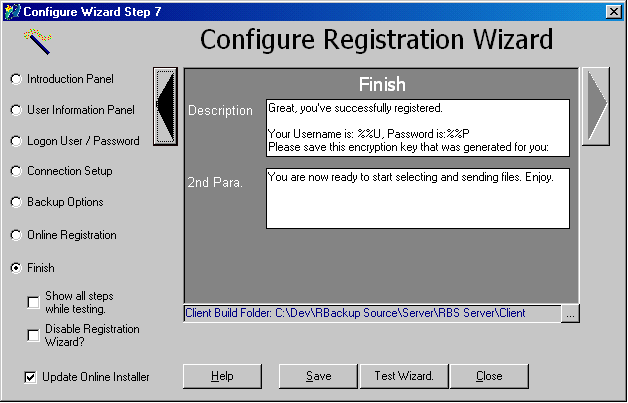 Configure Wizard Step 7
Configure Registration Wizard
Introduction Panel
User Information Panel
Logon User / Password
Connection Setup
Backup Options
Online Registration
Finish
Show all steps
while testing.
Disable Registration
Wizard?
Update Online Installer
Finish
Description
Great, you've successfully registered.
Your Username is: %%U, Password is:%%P
Please save this encryption key that was generated for you:
2nd Para.
You are now ready to start selecting and sending files. Enjoy.
Client Build Folder: C:\Dev\RBackup Source\Server\RBS Server\Client
...
Help
Save
Test Wizard.
Close